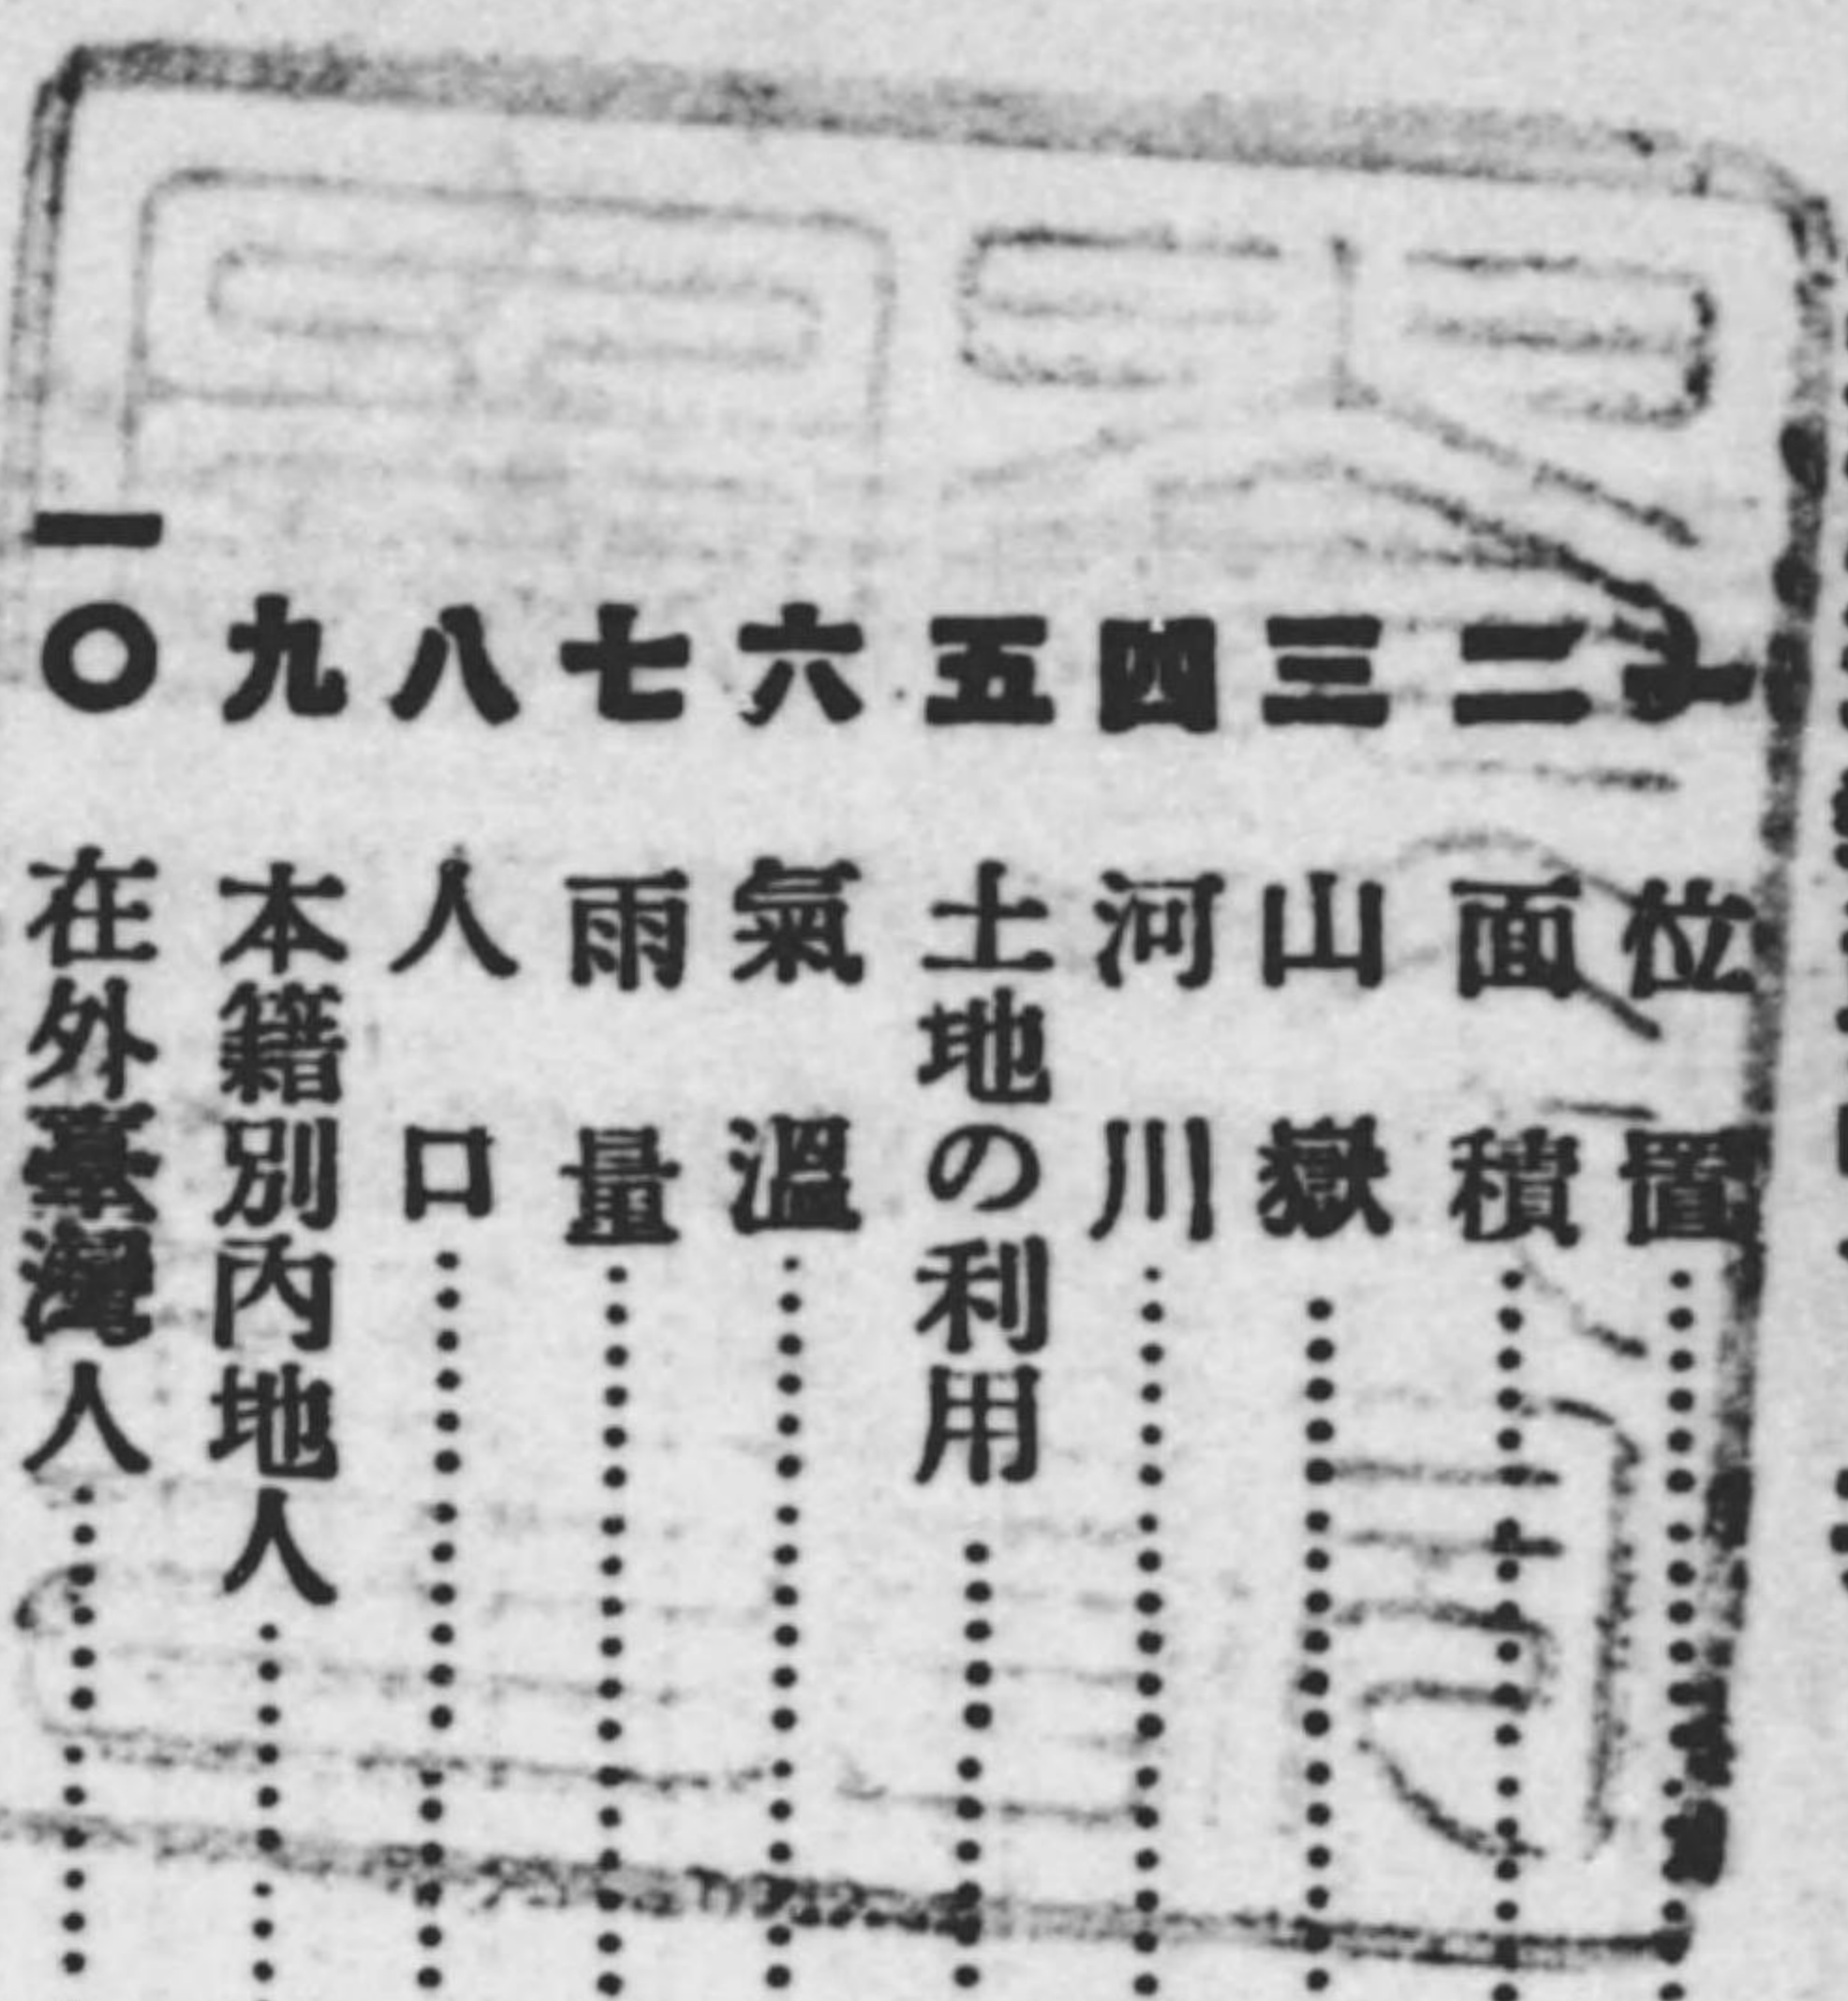 一 位置
二 面積
三 山嶽
四 河川
五 土地の利用
六 氣溫
七 雨量
八 人口
九 本籍別內地人
一〇 在外臺灣人